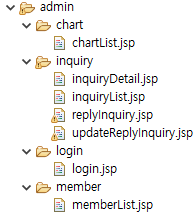 admin
chart
chartList.jsp
inquiry
inquiryDetail.jsp
inquiryList.jsp
replyInquiry.jsp
updateReplyInquiry.jsp
login
login.jsp
member
memberList.jsp